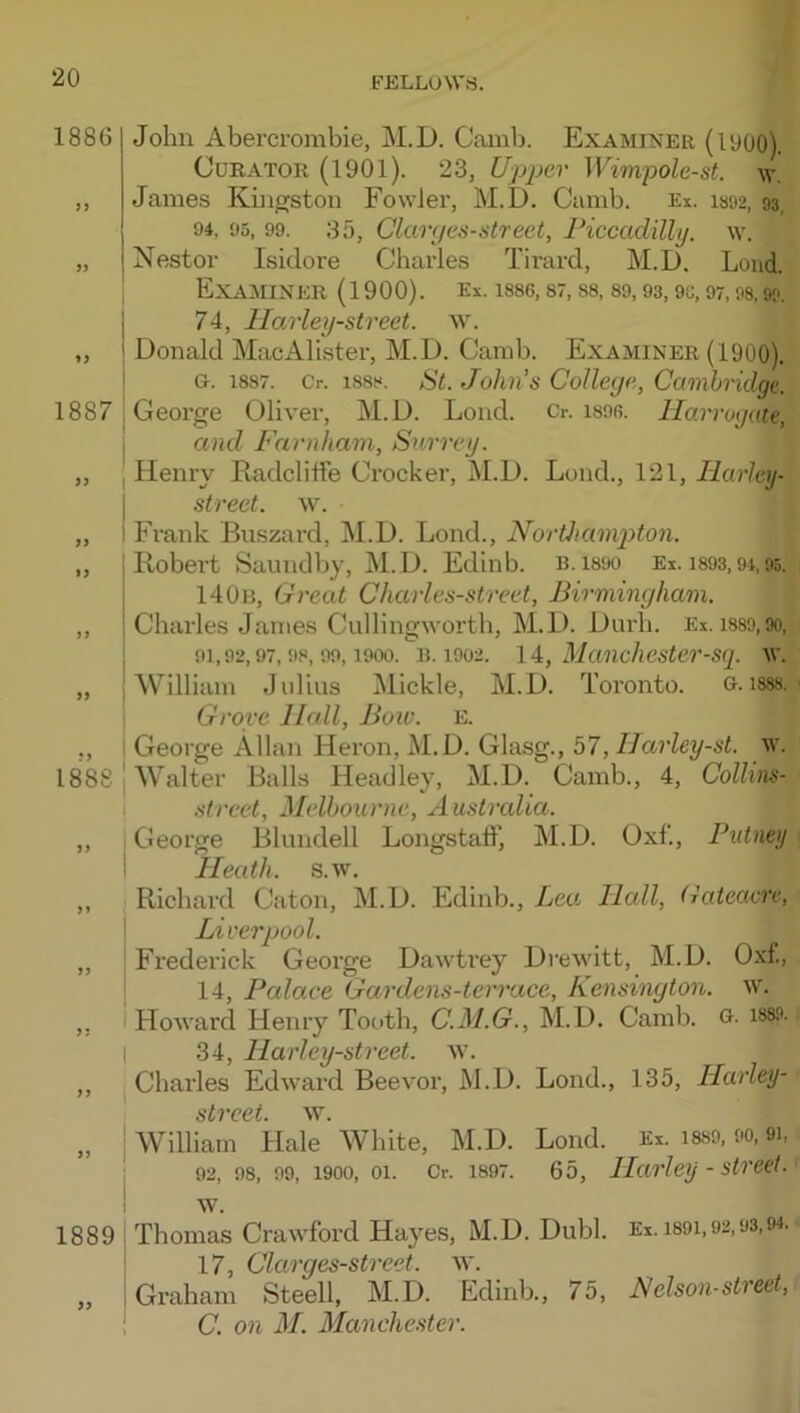 20 FELLOWS.
1886 John Abercrombie, M.D. Camb. EXAMINER (1900).
CURATOR (1901). 23, Upper Wimpole-st. w.
„ James Kingston Fowler, M.D. Camb. Ex. 1892, 93,
94, 95, 99. 35, Clarges-street, Piccadilly. w.
„ Nestor Isidore Charles Tirard, M.D. Lond.
EXAMINER (1900). Ex. 1886, 87, 88, 89, 93, 96, 97, 98, 99.
74, Harley-street. w.
„ Donald MacAlister, M.D. Camb. EXAMINER (1900).
G. 1887. Cr. 1888. St. John's College, Cambridge.
1887 George Oliver, M.D. Lond. Cr. 1896. Harrogate,
and Farnham, Surrey.
„ Henry Radcliffe Crocker, M.D. Lond., 121, Harley-
street. w.
„ Frank Buszard, M.D. Lond., Northampton.
„ Robert Saundby, M.D. Edinb. B. 1890 Ex. 1893, 94, 95.
140B, Great Charles-street, Birmingham.
„ Charles James Cullingworth, M.D. Durh. Ex. 1889, 90,
91, 92, 97, 98, 99, 1900. B. 1902. 14, Manchester-sq. w.
„ William Julius Mickle, M.D. Toronto. G. 1888.
Grove Hall, Bow. E.
„ George Allan Heron, M.D. Glasg., 57, Harley-st. w.
1888 Walter Balls Headley, M.D. Camb., 4, Collins-
street, Melbourne, Australia.
„ George Blundell Longstaff, M.D. Oxf., Putney
Heath. s.w.
„ Richard Caton, M.D. Edinb., Lea Hall, Gateacre,
Liverpool.
„ Frederick George Dawtrey Drewitt, M.D. Oxf.,
14, Palace Gardens-terrace, Kensington. w.
„ Howard Henry Tooth, C.M.G., M.D. Camb. G. 1889.
34, Harley-street. w.
„ Charles Edward Beevor, M.D. Lond., 135, Harley-
street. w.
„ William Hale White, M.D. Lond. Ex. 1889, 90, 91,
92, 98, 99, 1900, 01. Cr. 1897. 65, Harley-street.
w.
1889 Thomas Crawford Hayes, M.D. Dubl. Ex. 1891, 92, 93, 94.
17, Clarges-street. w.
„ Graham Steell, M.D. Edinb., 75, Nelson-street,
C. on M. Manchester.